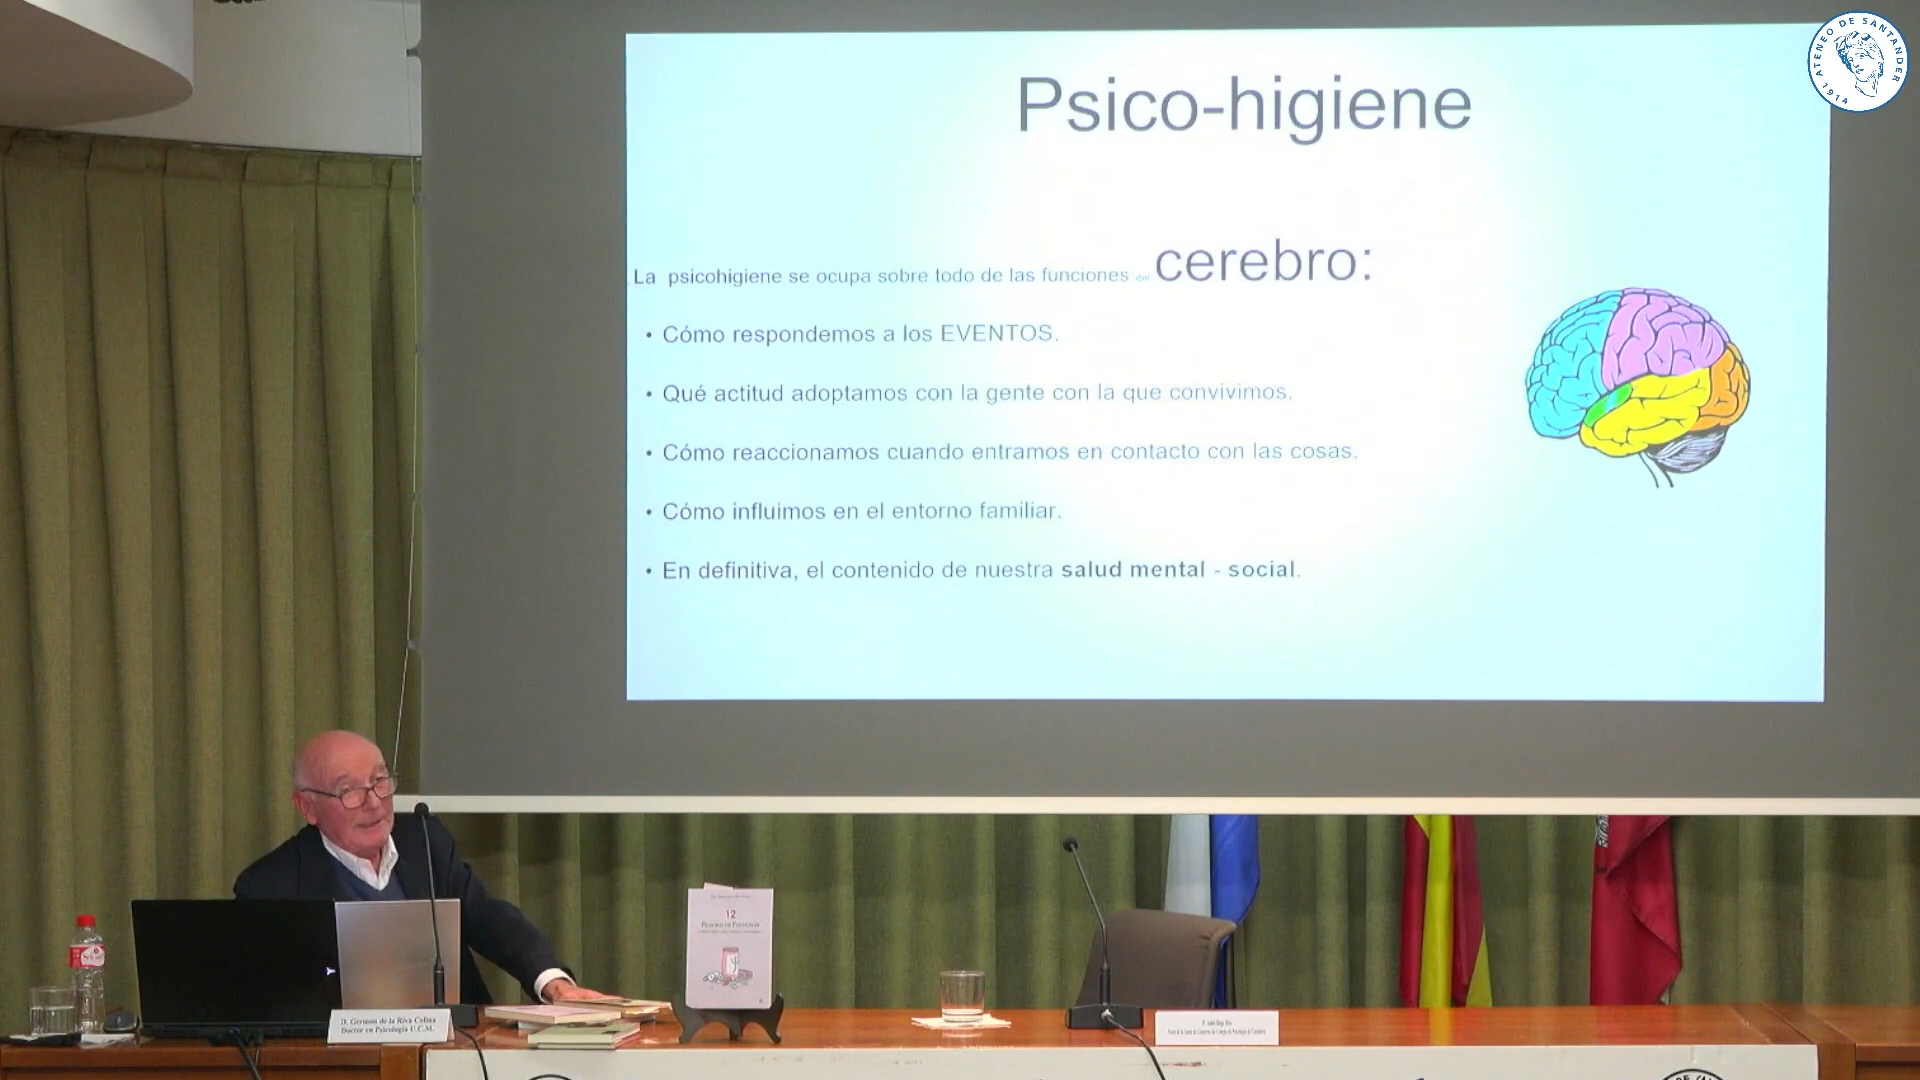 ATENEO DE SANTANDER
1914
Psico-higiene
La psicohigiene se ocupa sobre todo de las funciones del cerebro:
• Cómo respondemos a los EVENTOS.
• Qué actitud adoptamos con la gente con la que convivimos.
• Cómo reaccionamos cuando entramos en contacto con las cosas.
• Cómo influimos en el entorno familiar.
• En definitiva, el contenido de nuestra salud mental - social.
12
D. German de la Riva Colina
Doctor en Psicología U.C.M.